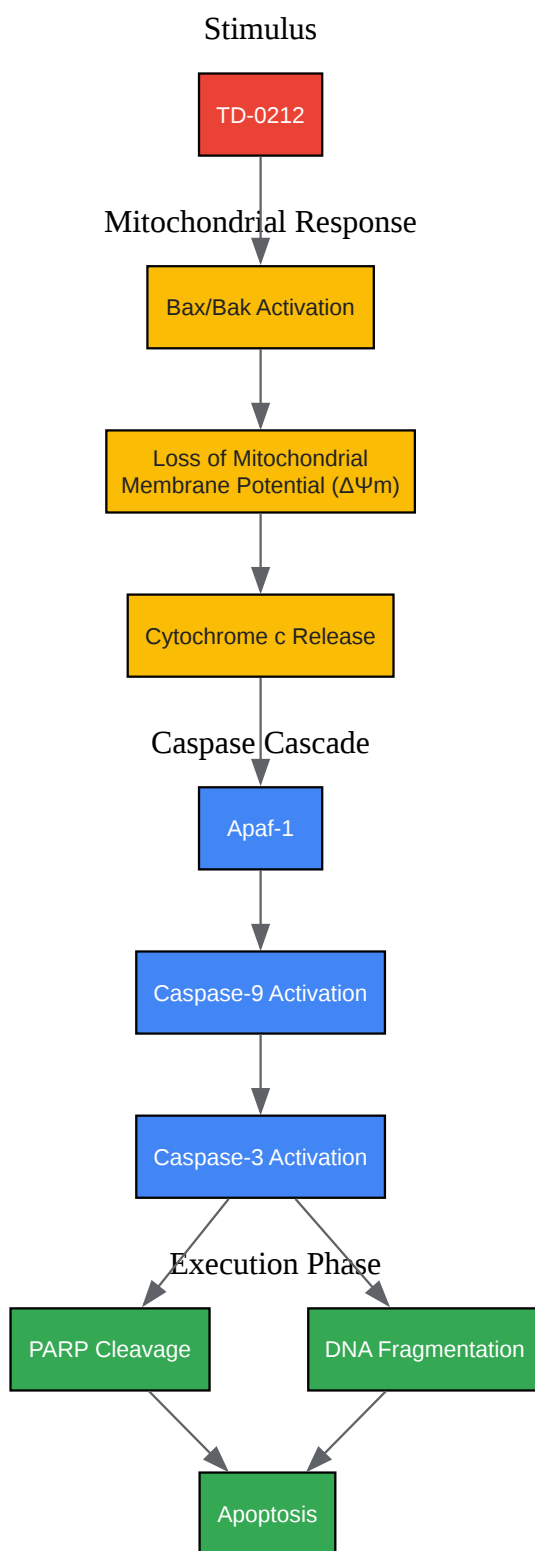 Stimulus
TD-0212
Mitochondrial Response
Bax/Bak Activation
Loss of Mitochondrial
Membrane Potential (ΔΨm)
Cytochrome c Release
Caspase Cascade
Apaf-1
Caspase-9 Activation
Caspase-3 Activation
Execution Phase
PARP Cleavage
DNA Fragmentation
Apoptosis